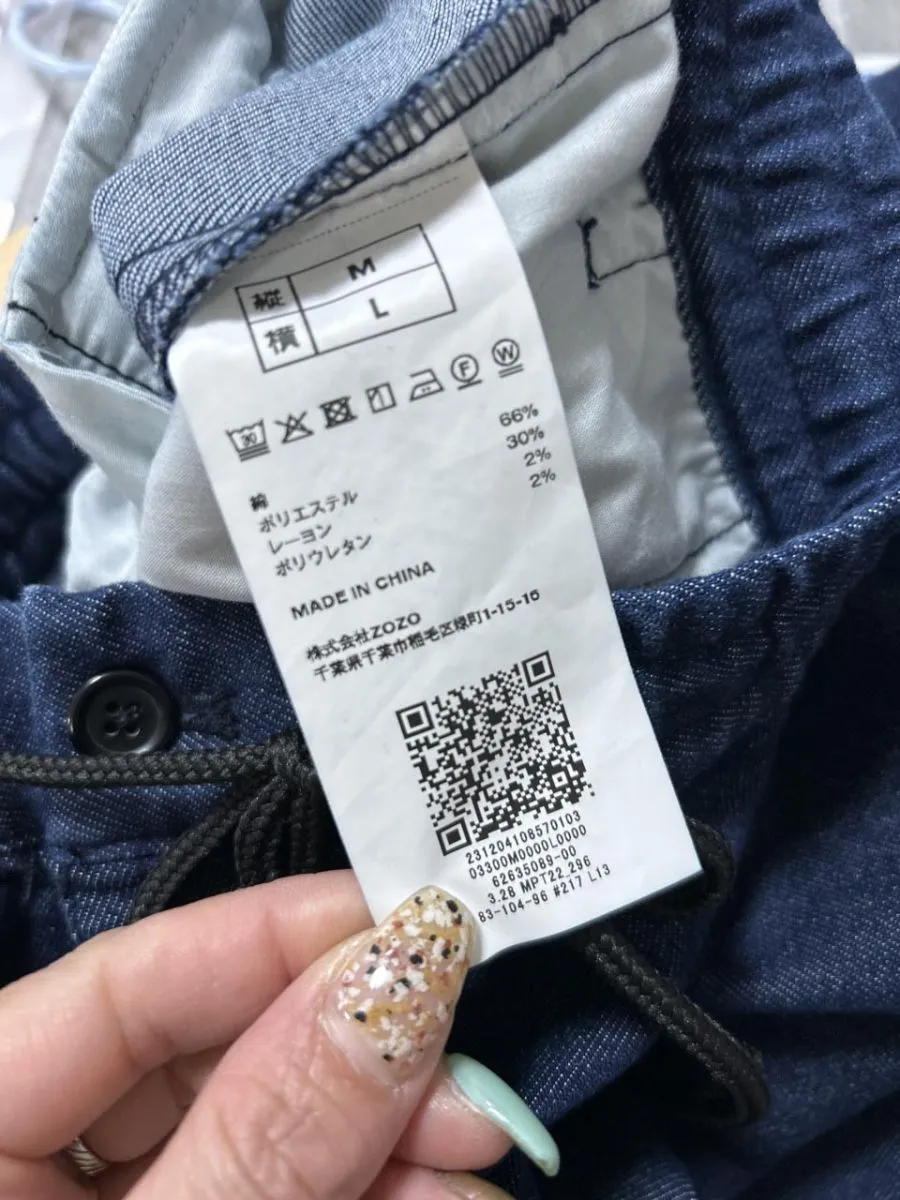 縦 M
横 L
30 F W
綿 66%
ポリエステル 30%
レーヨン 2%
ポリウレタン 2%
MADE IN CHINA
株式会社ZOZO
千葉県千葉市稲毛区緑町1-15-16
231204108570103
03300M0000L0000
62635089-00
3.28 MPT22_296
83-104-96 #217 L13